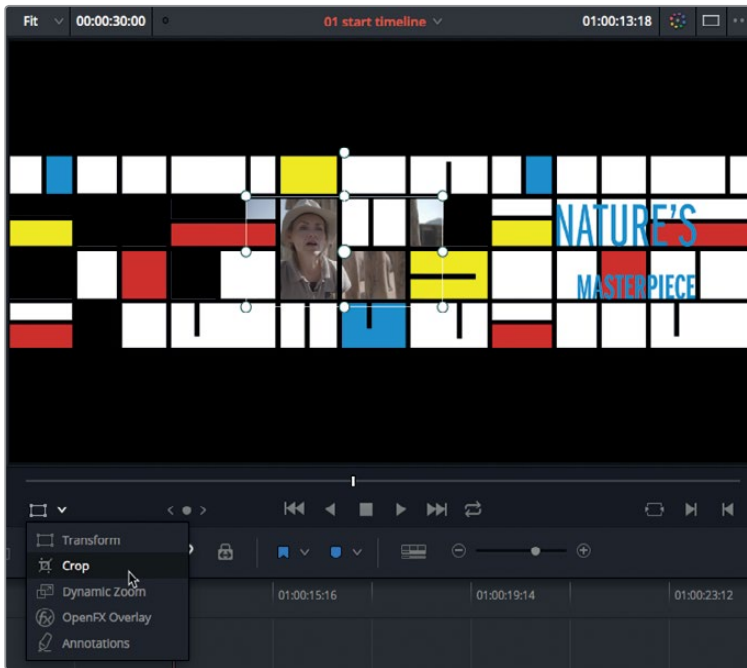 Fit 00:00:30:00 01 start timeline 01:00:13:18
NATURE'S
MASTERPIECE
Transform
Crop
Dynamic Zoom
OpenFX Overlay
Annotations
01:00:15:16 01:00:19:14 01:00:23:12